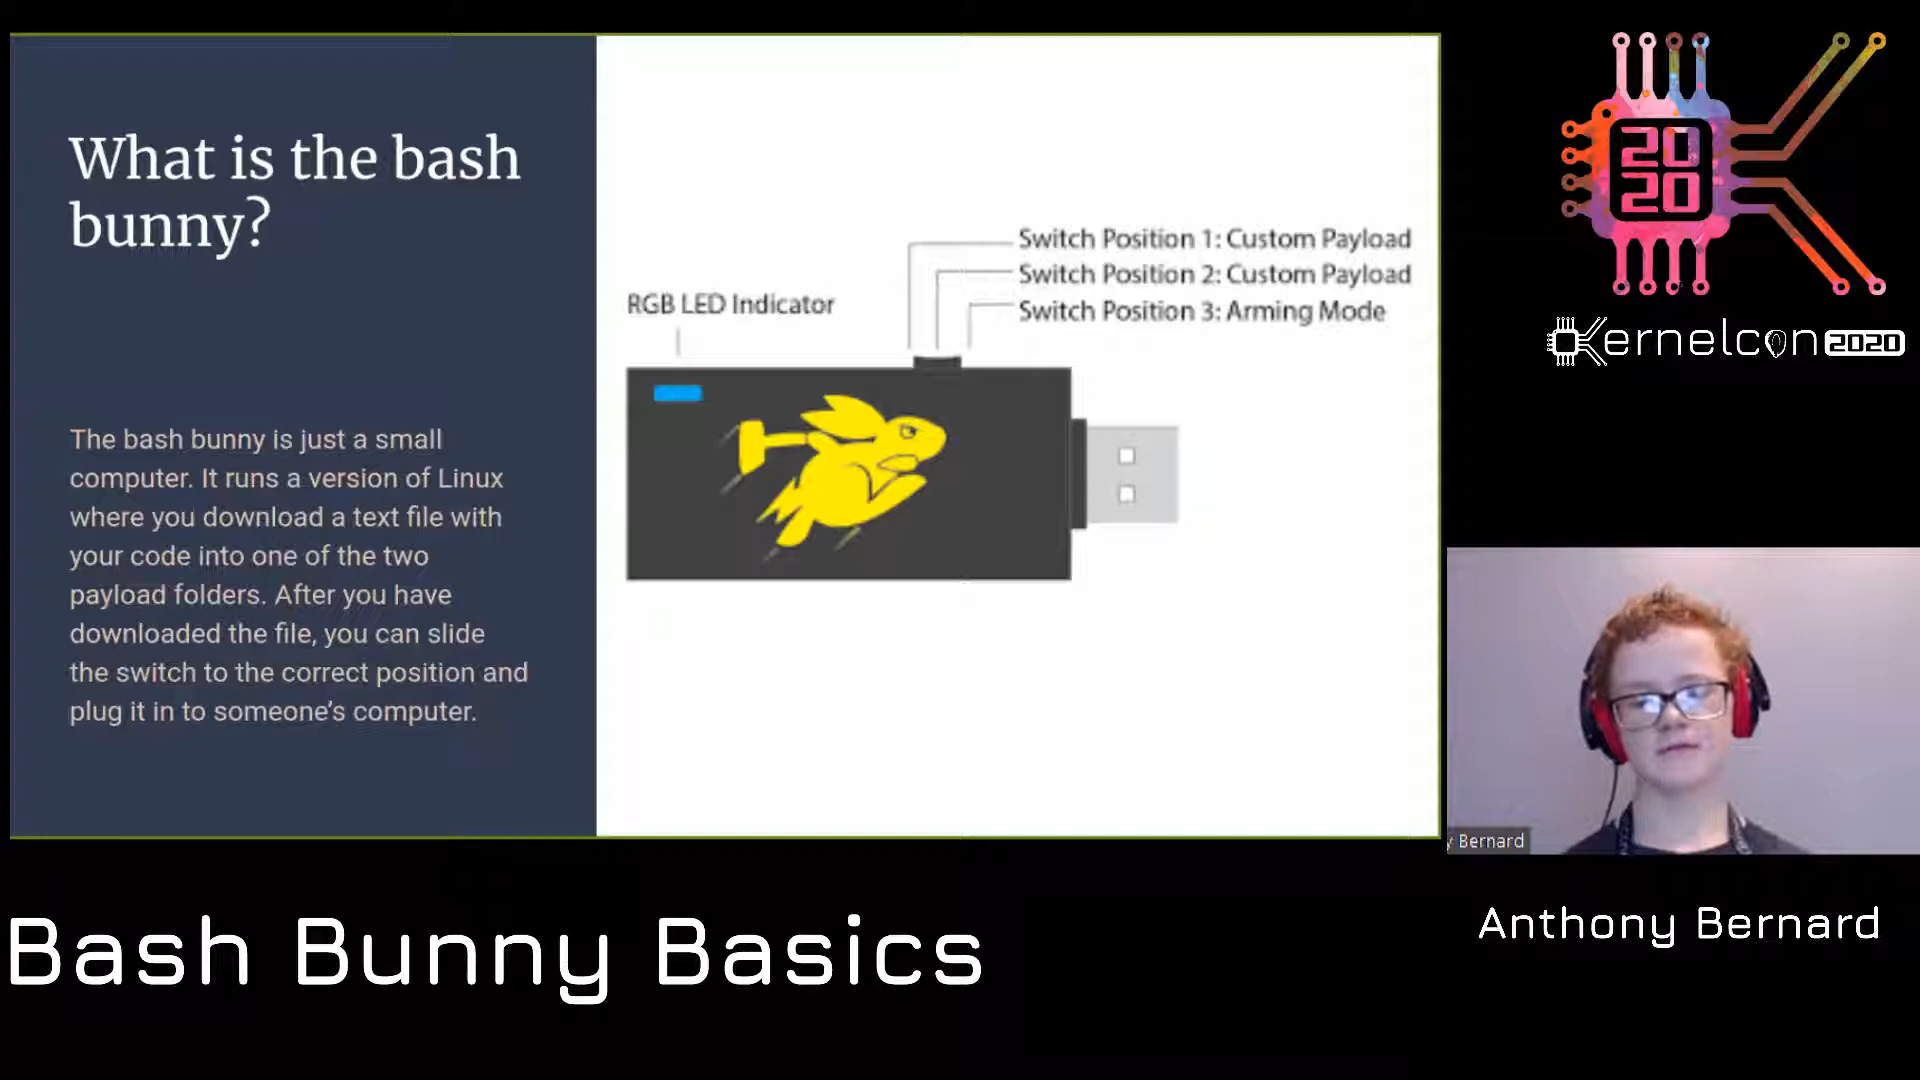 What is the bash
bunny?
The bash bunny is just a small
computer. It runs a version of Linux
where you download a text file with
your code into one of the two
payload folders. After you have
downloaded the file, you can slide
the switch to the correct position and
plug it in to someone’s computer.
RGB LED Indicator
Switch Position 1: Custom Payload
Switch Position 2: Custom Payload
Switch Position 3: Arming Mode
20
20
Kernelcon 2020
y Bernard
Anthony Bernard
Bash Bunny Basics